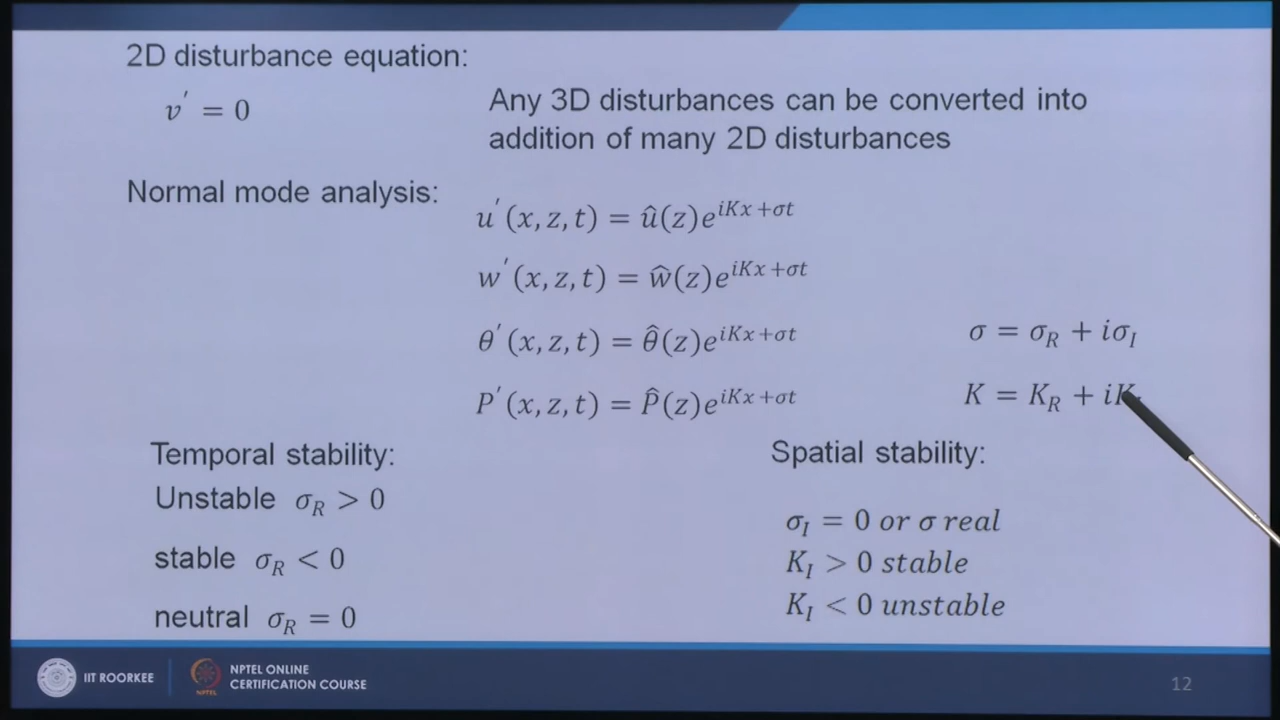 2D disturbance equation:
v′ = 0
Any 3D disturbances can be converted into
addition of many 2D disturbances
Normal mode analysis:
u′(x, z, t) = û(z)e^{iKx+σt}
w′(x, z, t) = ŵ(z)e^{iKx+σt}
θ′(x, z, t) = θ̂(z)e^{iKx+σt}
P′(x, z, t) = P̂(z)e^{iKx+σt}
σ = σ_R + iσ_I
K = K_R + iK
Temporal stability:
Unstable σ_R > 0
stable σ_R < 0
neutral σ_R = 0
Spatial stability:
σ_I = 0 or σ real
K_I > 0 stable
K_I < 0 unstable
IIT ROORKEE
NPTEL ONLINE
CERTIFICATION COURSE
12